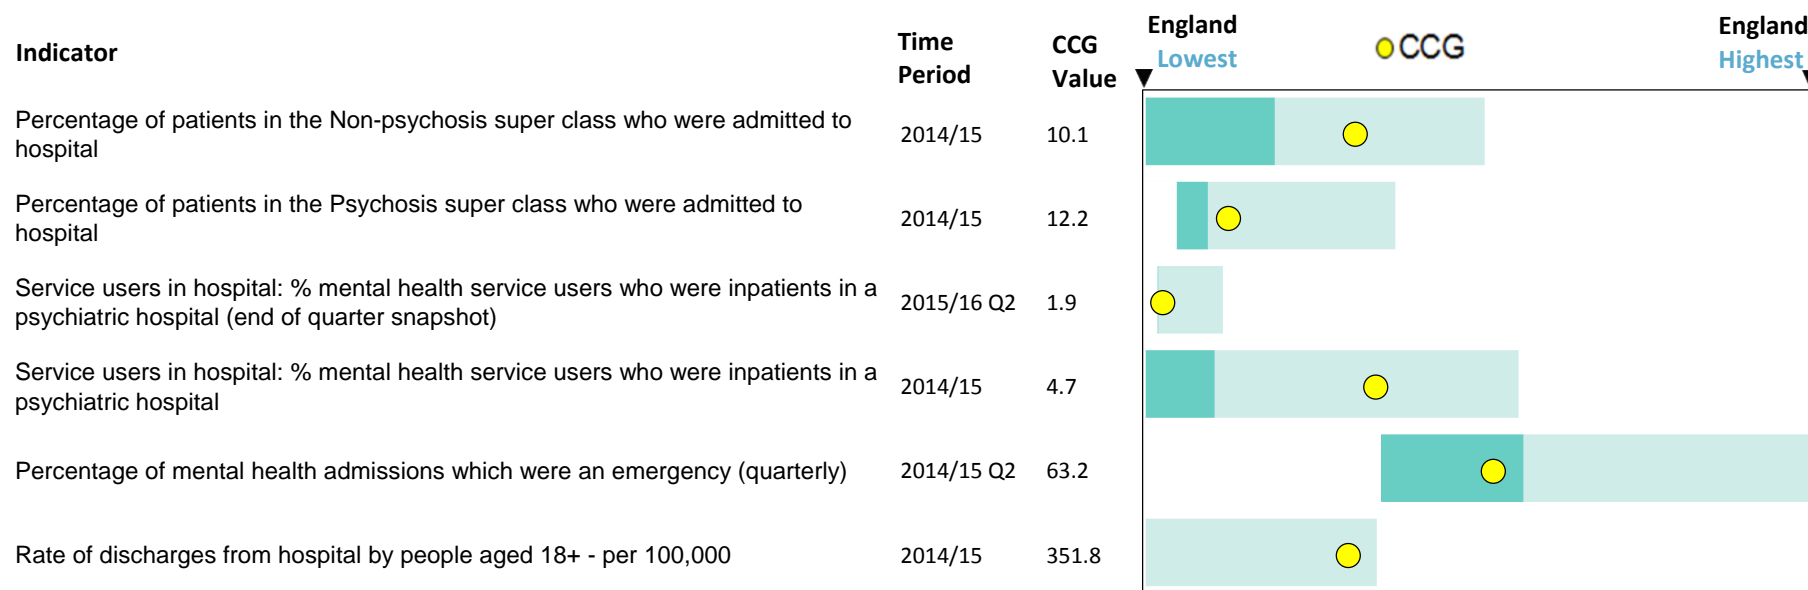 Indicator
Time Period
CCG Value
England Lowest
CCG
England Highest
Percentage of patients in the Non-psychosis super class who were admitted to
hospital
2014/15 10.1
Percentage of patients in the Psychosis super class who were admitted to
hospital
2014/15 12.2
Service users in hospital: % mental health service users who were inpatients in a
psychiatric hospital (end of quarter snapshot)
2015/16 Q2 1.9
Service users in hospital: % mental health service users who were inpatients in a
psychiatric hospital
2014/15 4.7
Percentage of mental health admissions which were an emergency (quarterly) 2014/15 Q2 63.2
Rate of discharges from hospital by people aged 18+ - per 100,000 2014/15 351.8